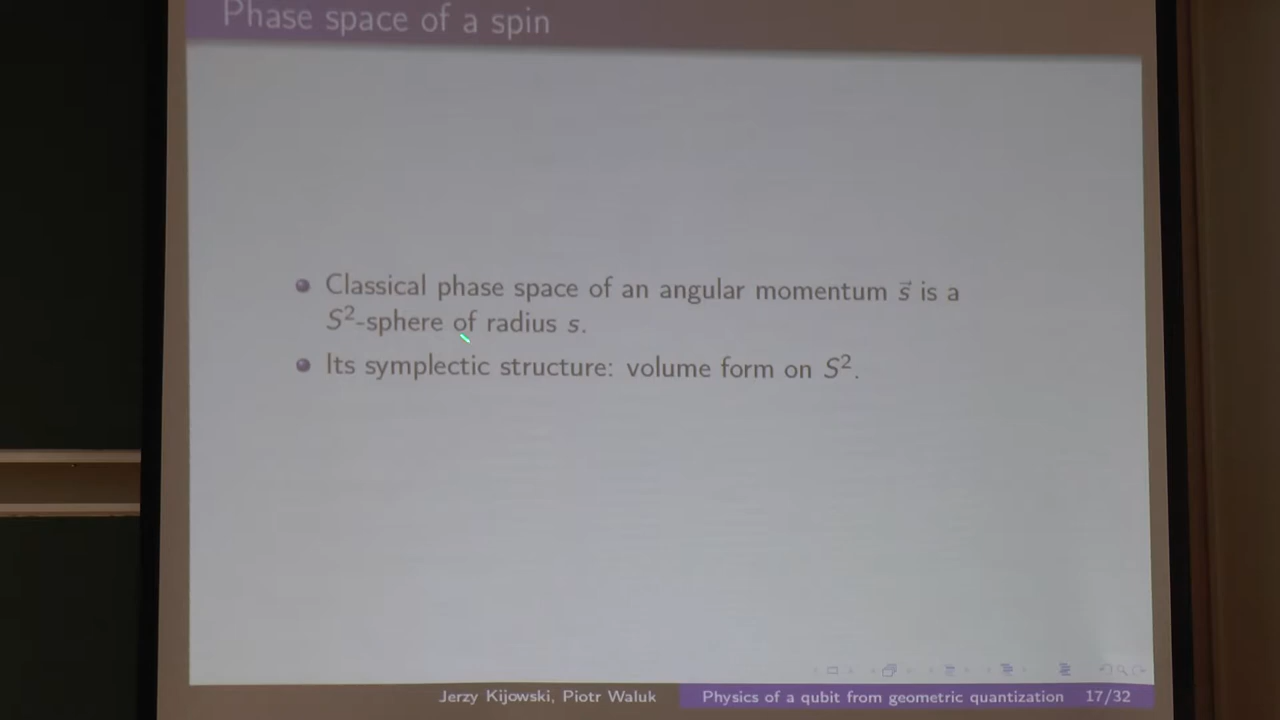 Phase space of a spin
Classical phase space of an angular momentum s⃗ is a
S²-sphere of radius s.
Its symplectic structure: volume form on S².
Jerzy Kijowski, Piotr Waluk
Physics of a qubit from geometric quantization 17/32